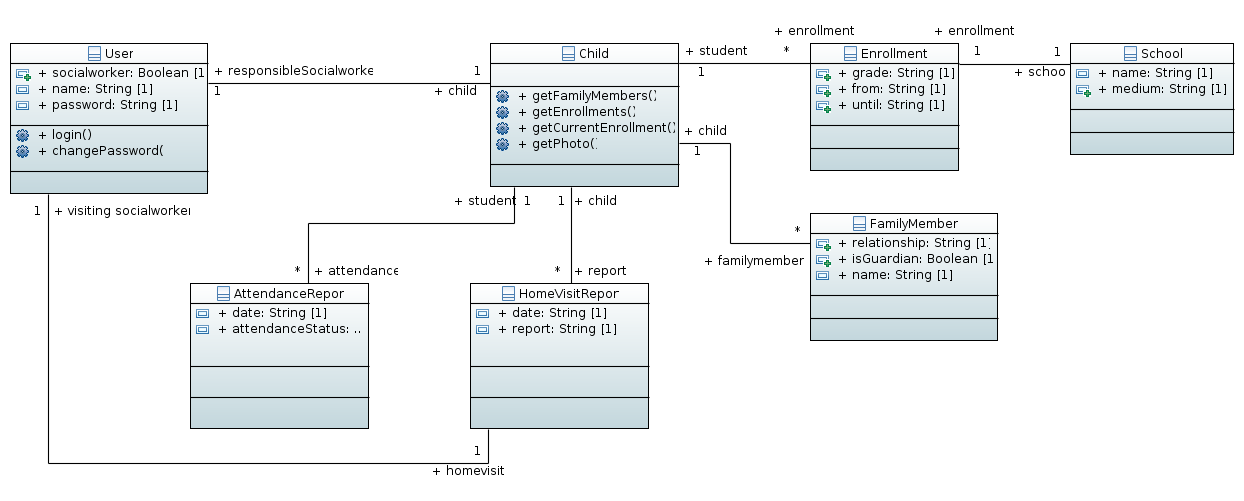 User
+ socialworker: Boolean [1
+ name: String [1]
+ password: String [1]
+ login()
+ changePassword(
+ responsibleSocialworke
1
1
+ child
Child
+ getFamilyMembers()
+ getEnrollments()
+ getCurrentEnrollment()
+ getPhoto()
+ student
1
+ enrollment
*
Enrollment
+ grade: String [1]
+ from: String [1]
+ until: String [1]
+ enrollment
1
1
+ schoo
School
+ name: String [1]
+ medium: String [1]
+ child
1
*
+ familymember
FamilyMember
+ relationship: String [1]
+ isGuardian: Boolean [1
+ name: String [1]
1
+ visiting socialworker
+ student
1
1
+ child
*
+ attendance
*
+ report
AttendanceRepor
+ date: String [1]
+ attendanceStatus: ..
HomeVisitRepor
+ date: String [1]
+ report: String [1]
1
+ homevisit